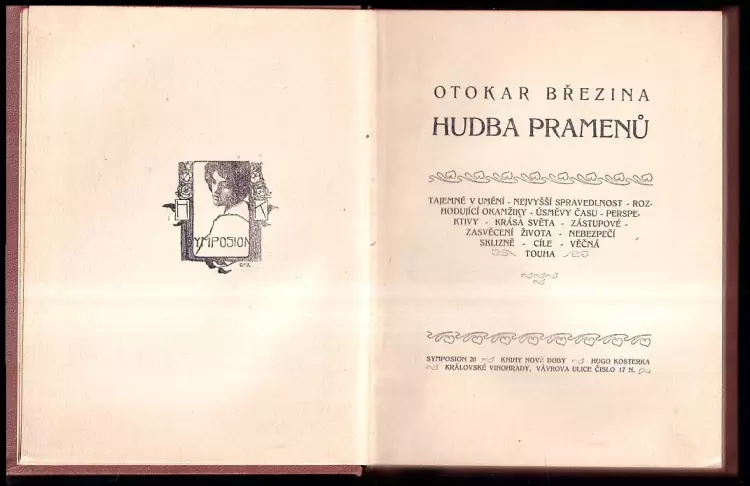 SYMPOSION
OTOKAR BŘEZINA
HUDBA PRAMENŮ
TAJEMNÉ V UMĚNÍ - NEJVYŠŠÍ SPRAVEDLNOST - ROZ-
HODUJÍCÍ OKAMŽIKY - ÚSMĚVY ČASU - PERSPE-
KTIVY - KRÁSA SVĚTA - ZÁSTUPOVÉ -
ZASVĚCENÍ ŽIVOTA - NEBEZPEČÍ
SKLIZNĚ - CÍLE - VĚČNÁ
TOUHA
SYMPOSION 20 KNIHY NOVÉ DOBY HUGO KOSTERKA
KRÁLOVSKÉ VINOHRADY, VÁVROVA ULICE ČÍSLO 17 N.